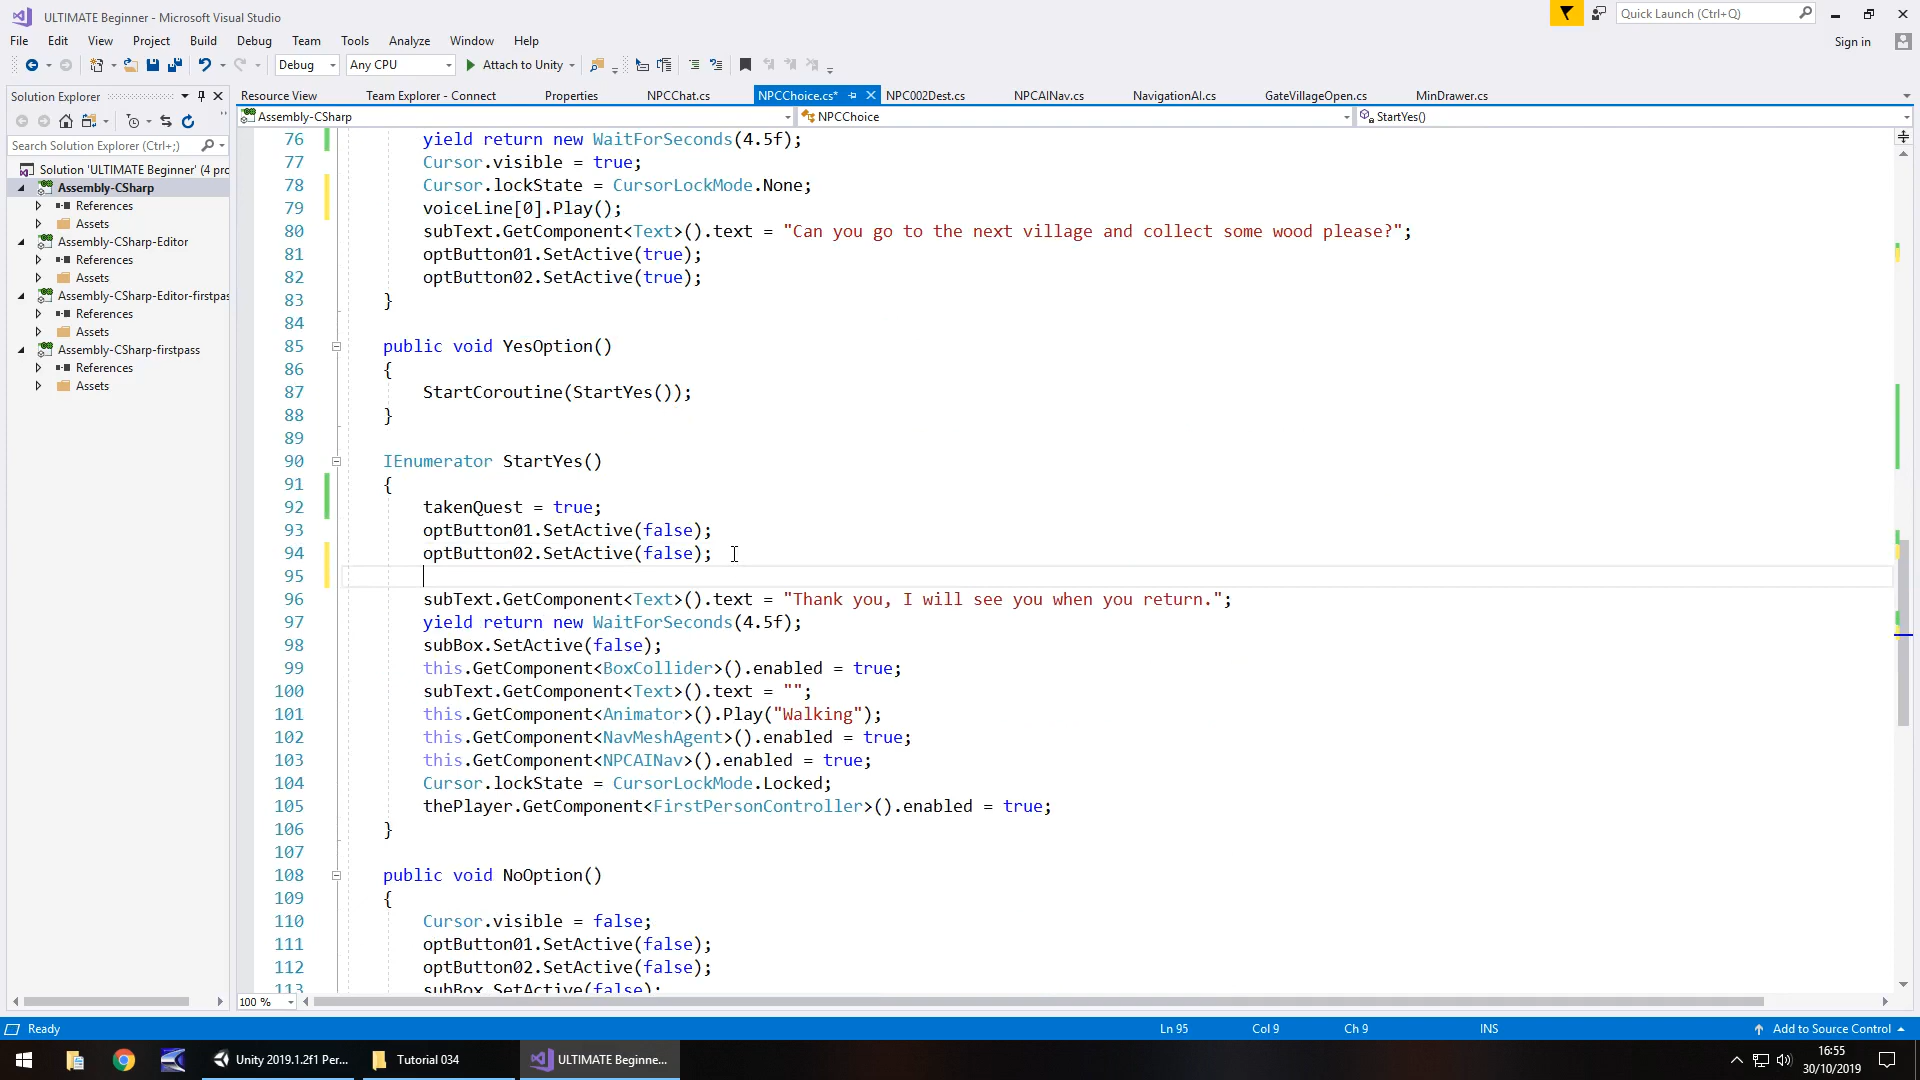 ULTIMATE Beginner - Microsoft Visual Studio
Quick Launch (Ctrl+Q)
File Edit View Project Build Debug Team Tools Analyze Window Help
Sign in
Debug Any CPU Attach to Unity
Solution Explorer
Resource View Team Explorer - Connect Properties NPCChat.cs NPCChoice.cs* NPC002Dest.cs NPCAINav.cs NavigationAI.cs GateVillageOpen.cs MinDrawer.cs
Assembly-CSharp NPCChoice StartYes()
Search Solution Explorer (Ctrl+;)
Solution 'ULTIMATE Beginner' (4 pro
Assembly-CSharp
References
Assets
Assembly-CSharp-Editor
References
Assets
Assembly-CSharp-Editor-firstpas
References
Assets
Assembly-CSharp-firstpass
References
Assets
76 yield return new WaitForSeconds(4.5f);
77 Cursor.visible = true;
78 Cursor.lockState = CursorLockMode.None;
79 voiceLine[0].Play();
80 subText.GetComponent<Text>().text = "Can you go to the next village and collect some wood please?";
81 optButton01.SetActive(true);
82 optButton02.SetActive(true);
83 }
84
85 public void YesOption()
86 {
87 StartCoroutine(StartYes());
88 }
89
90 IEnumerator StartYes()
91 {
92 takenQuest = true;
93 optButton01.SetActive(false);
94 optButton02.SetActive(false);
95
96 subText.GetComponent<Text>().text = "Thank you, I will see you when you return.";
97 yield return new WaitForSeconds(4.5f);
98 subBox.SetActive(false);
99 this.GetComponent<BoxCollider>().enabled = true;
100 subText.GetComponent<Text>().text = "";
101 this.GetComponent<Animator>().Play("Walking");
102 this.GetComponent<NavMeshAgent>().enabled = true;
103 this.GetComponent<NPCAINav>().enabled = true;
104 Cursor.lockState = CursorLockMode.Locked;
105 thePlayer.GetComponent<FirstPersonController>().enabled = true;
106 }
107
108 public void NoOption()
109 {
110 Cursor.visible = false;
111 optButton01.SetActive(false);
112 optButton02.SetActive(false);
113 subBox.SetActive(false);
100 %
Ready Ln 95 Col 9 Ch 9 INS Add to Source Control
Unity 2019.1.2f1 Per... Tutorial 034 ULTIMATE Beginne...
16:55
30/10/2019